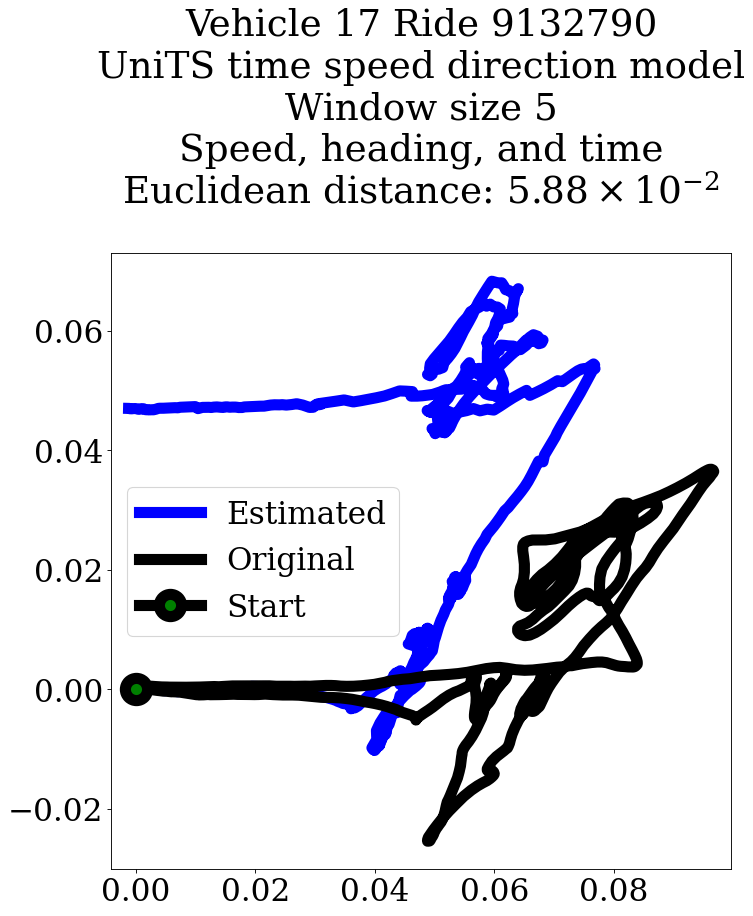 Vehicle 17 Ride 9132790
UniTS time speed direction model
Window size 5
Speed, heading, and time
Euclidean distance: 5.88 × 10⁻²
0.06
0.04
0.02
0.00
−0.02
Estimated
Original
Start
0.00 0.02 0.04 0.06 0.08